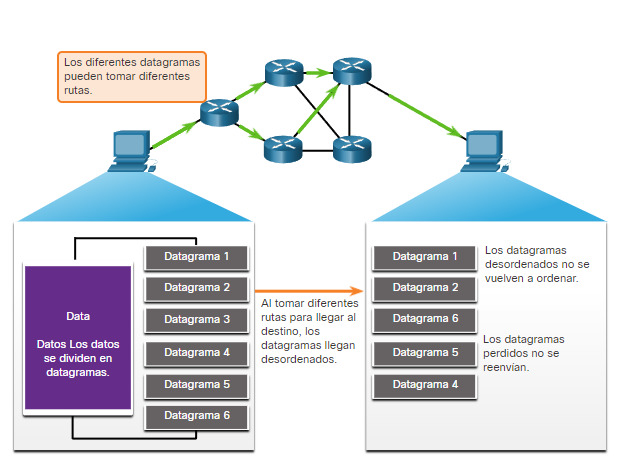 Los diferentes datagramas
pueden tomar diferentes
rutas.
Data
Datos Los datos
se dividen en
datagramas.
Datagrama 1
Datagrama 2
Datagrama 3
Datagrama 4
Datagrama 5
Datagrama 6
Al tomar diferentes
rutas para llegar al
destino, los
datagramas llegan
desordenados.
Datagrama 1
Datagrama 2
Datagrama 6
Datagrama 5
Datagrama 4
Los datagramas
desordenados no se
vuelven a ordenar.
Los datagramas
perdidos no se
reenvían.